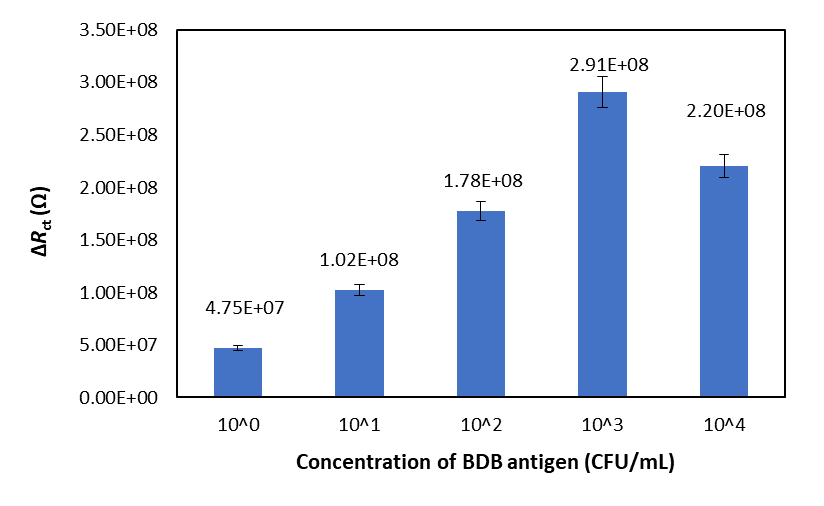 3.50E+08
3.00E+08
2.50E+08
2.00E+08
1.50E+08
1.00E+08
5.00E+07
0.00E+00
ΔRct (Ω)
4.75E+07
1.02E+08
1.78E+08
2.91E+08
2.20E+08
10^0 10^1 10^2 10^3 10^4
Concentration of BDB antigen (CFU/mL)